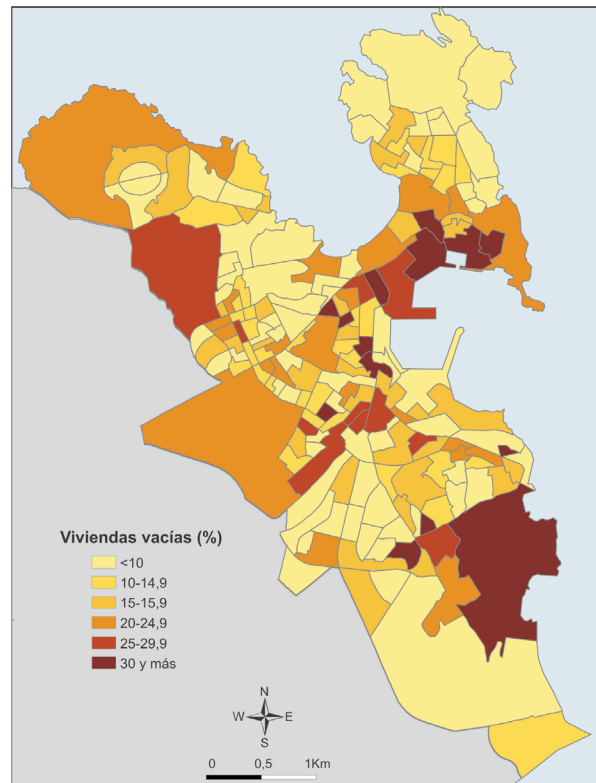 Viviendas vacías (%)
<10
10-14,9
15-15,9
20-24,9
25-29,9
30 y más
N
W E
S
0 0,5 1Km